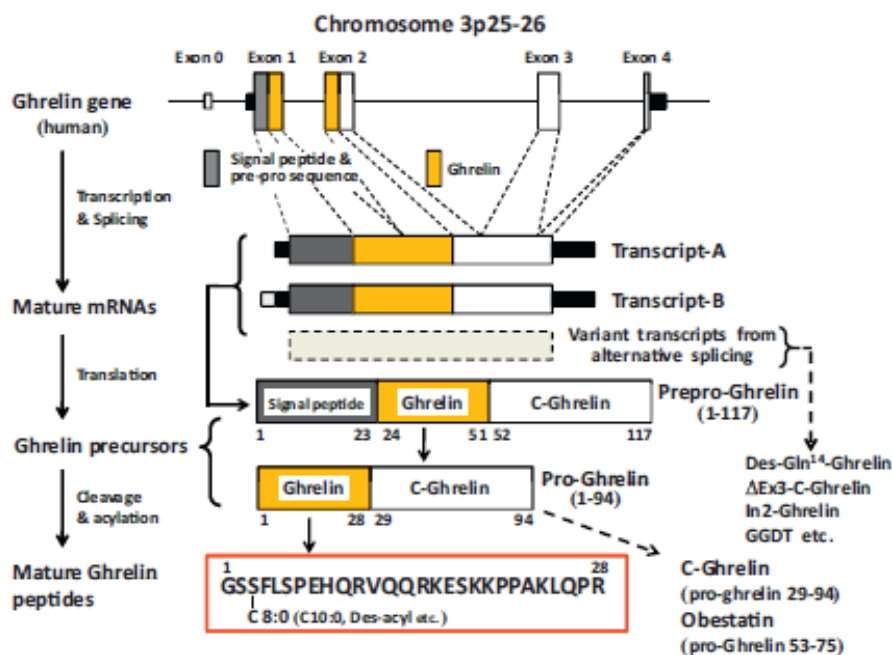 Chromosome 3p25-26
Exon 0
Exon 1
Exon 2
Exon 3
Exon 4
Ghrelin gene
(human)
Signal peptide &
pre-pro sequence
Ghrelin
Transcription
& Splicing
Transcript-A
Mature mRNAs
Transcript-B
Variant transcripts from
alternative splicing
Translation
Signal peptide
Ghrelin
C-Ghrelin
Prepro-Ghrelin
(1-117)
1
23
24
51
52
117
Ghrelin precursors
Des-Gln14-Ghrelin
ΔEx3-C-Ghrelin
In2-Ghrelin
GGDT etc.
Cleavage
& acylation
Ghrelin
C-Ghrelin
Pro-Ghrelin
(1-94)
1
28
29
94
Mature Ghrelin
peptides
1
28
GSSFLSPEHQRVQQRKESKKPPAKLQPR
C 8:0 (C10:0, Des-acyl etc.)
C-Ghrelin
(pro-ghrelin 29-94)
Obestatin
(pro-Ghrelin 53-75)